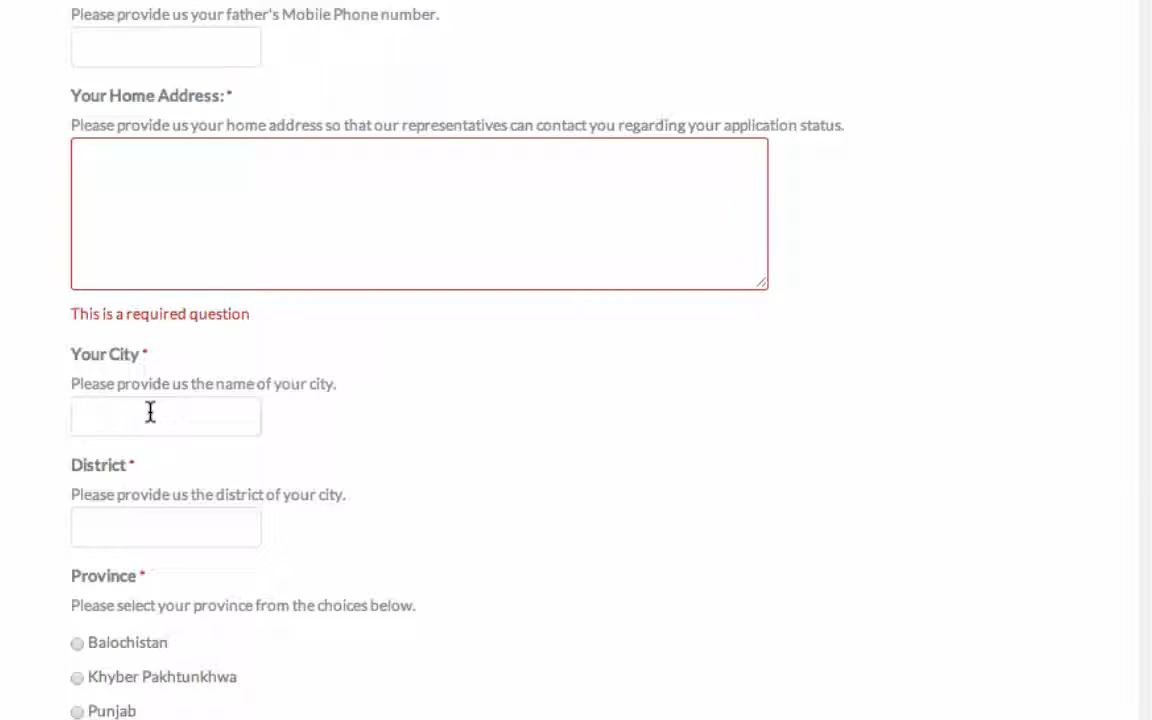 Please provide us your father's Mobile Phone number.
Your Home Address:*
Please provide us your home address so that our representatives can contact you regarding your application status.
This is a required question
Your City *
Please provide us the name of your city.
District *
Please provide us the district of your city.
Province *
Please select your province from the choices below.
Balochistan
Khyber Pakhtunkhwa
Punjab